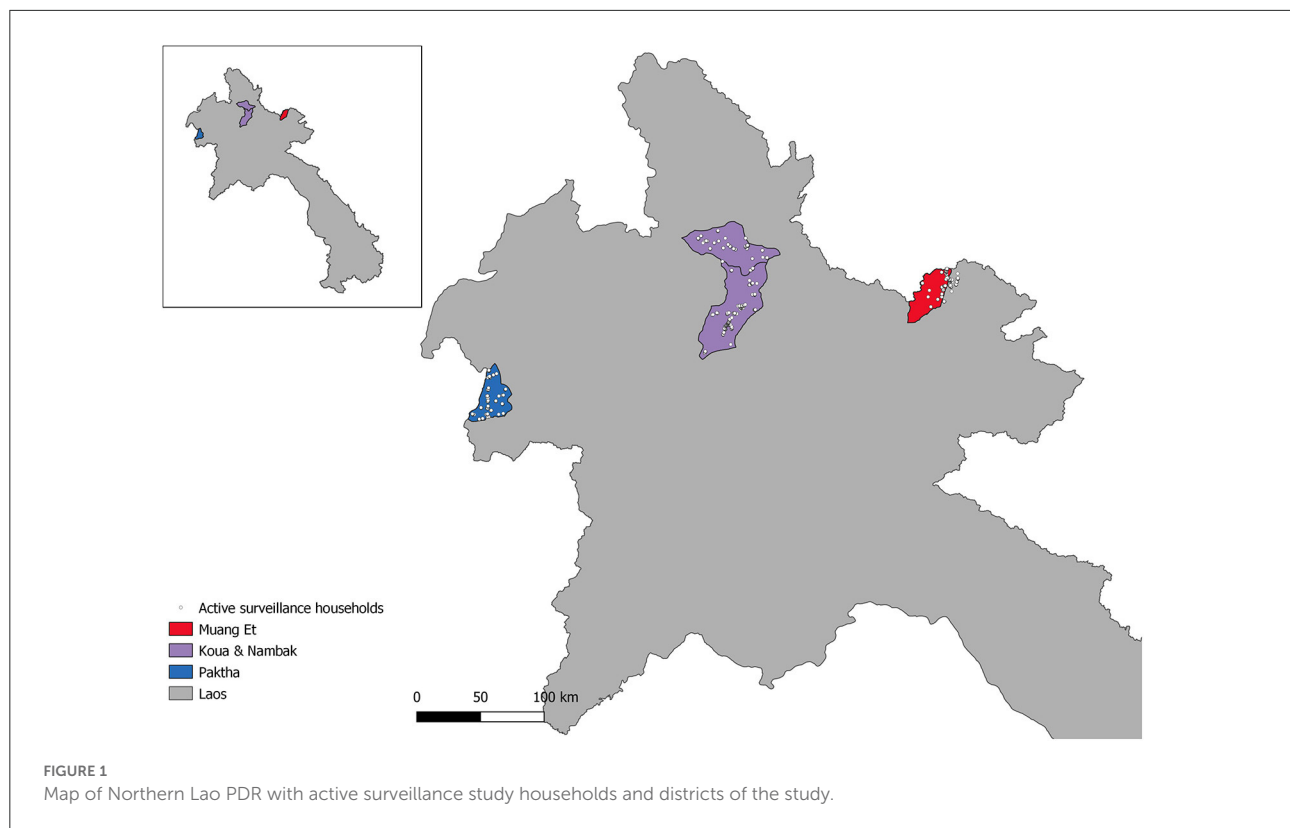 Active surveillance households
Muang Et
Koua & Nambak
Paktha
Laos
0 50 100 km
FIGURE 1
Map of Northern Lao PDR with active surveillance study households and districts of the study.